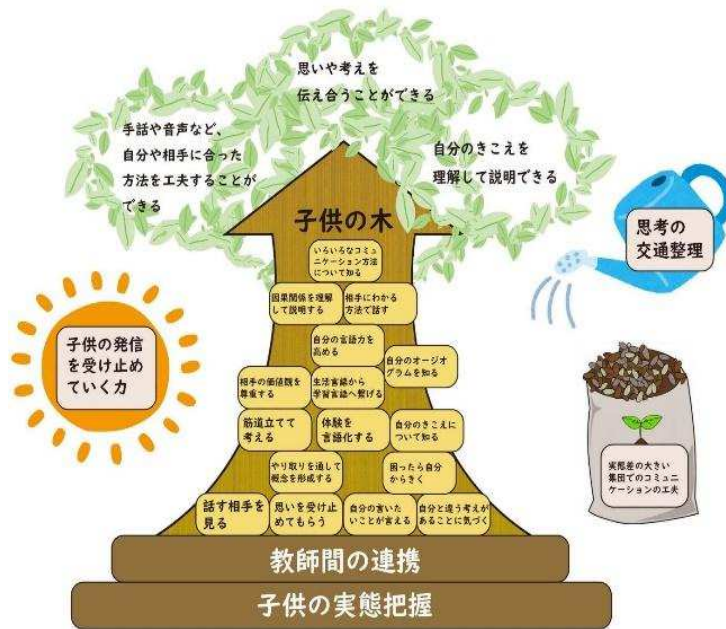 思いや考えを
伝え合うことができる
手話や音声など、
自分や相手に合った
方法を工夫することが
できる
自分のきこえを
理解して説明できる
子供の木
いろいろなコミュ
ニケーション方法
について知る
因果関係を理解
して説明する
相手にわかる
方法で話す
自分の言語力を
高める
自分のオージオ
グラムを知る
相手の価値観を
尊重する
生活言語から
学習言語へ繋げる
筋道立てて
考える
体験を
言語化する
自分のきこえに
ついて知る
やり取りを通して
概念を形成する
困ったら自分
からきく
話す相手を
見る
思いを受け止
めてもらう
自分の言いた
いことが言える
自分と違う考えが
あることに気づく
教師間の連携
子供の実態把握
子供の発信
を受け止め
ていく力
思考の
交通整理
実態差の大きい
集団でのコミュニ
ケーションの工夫